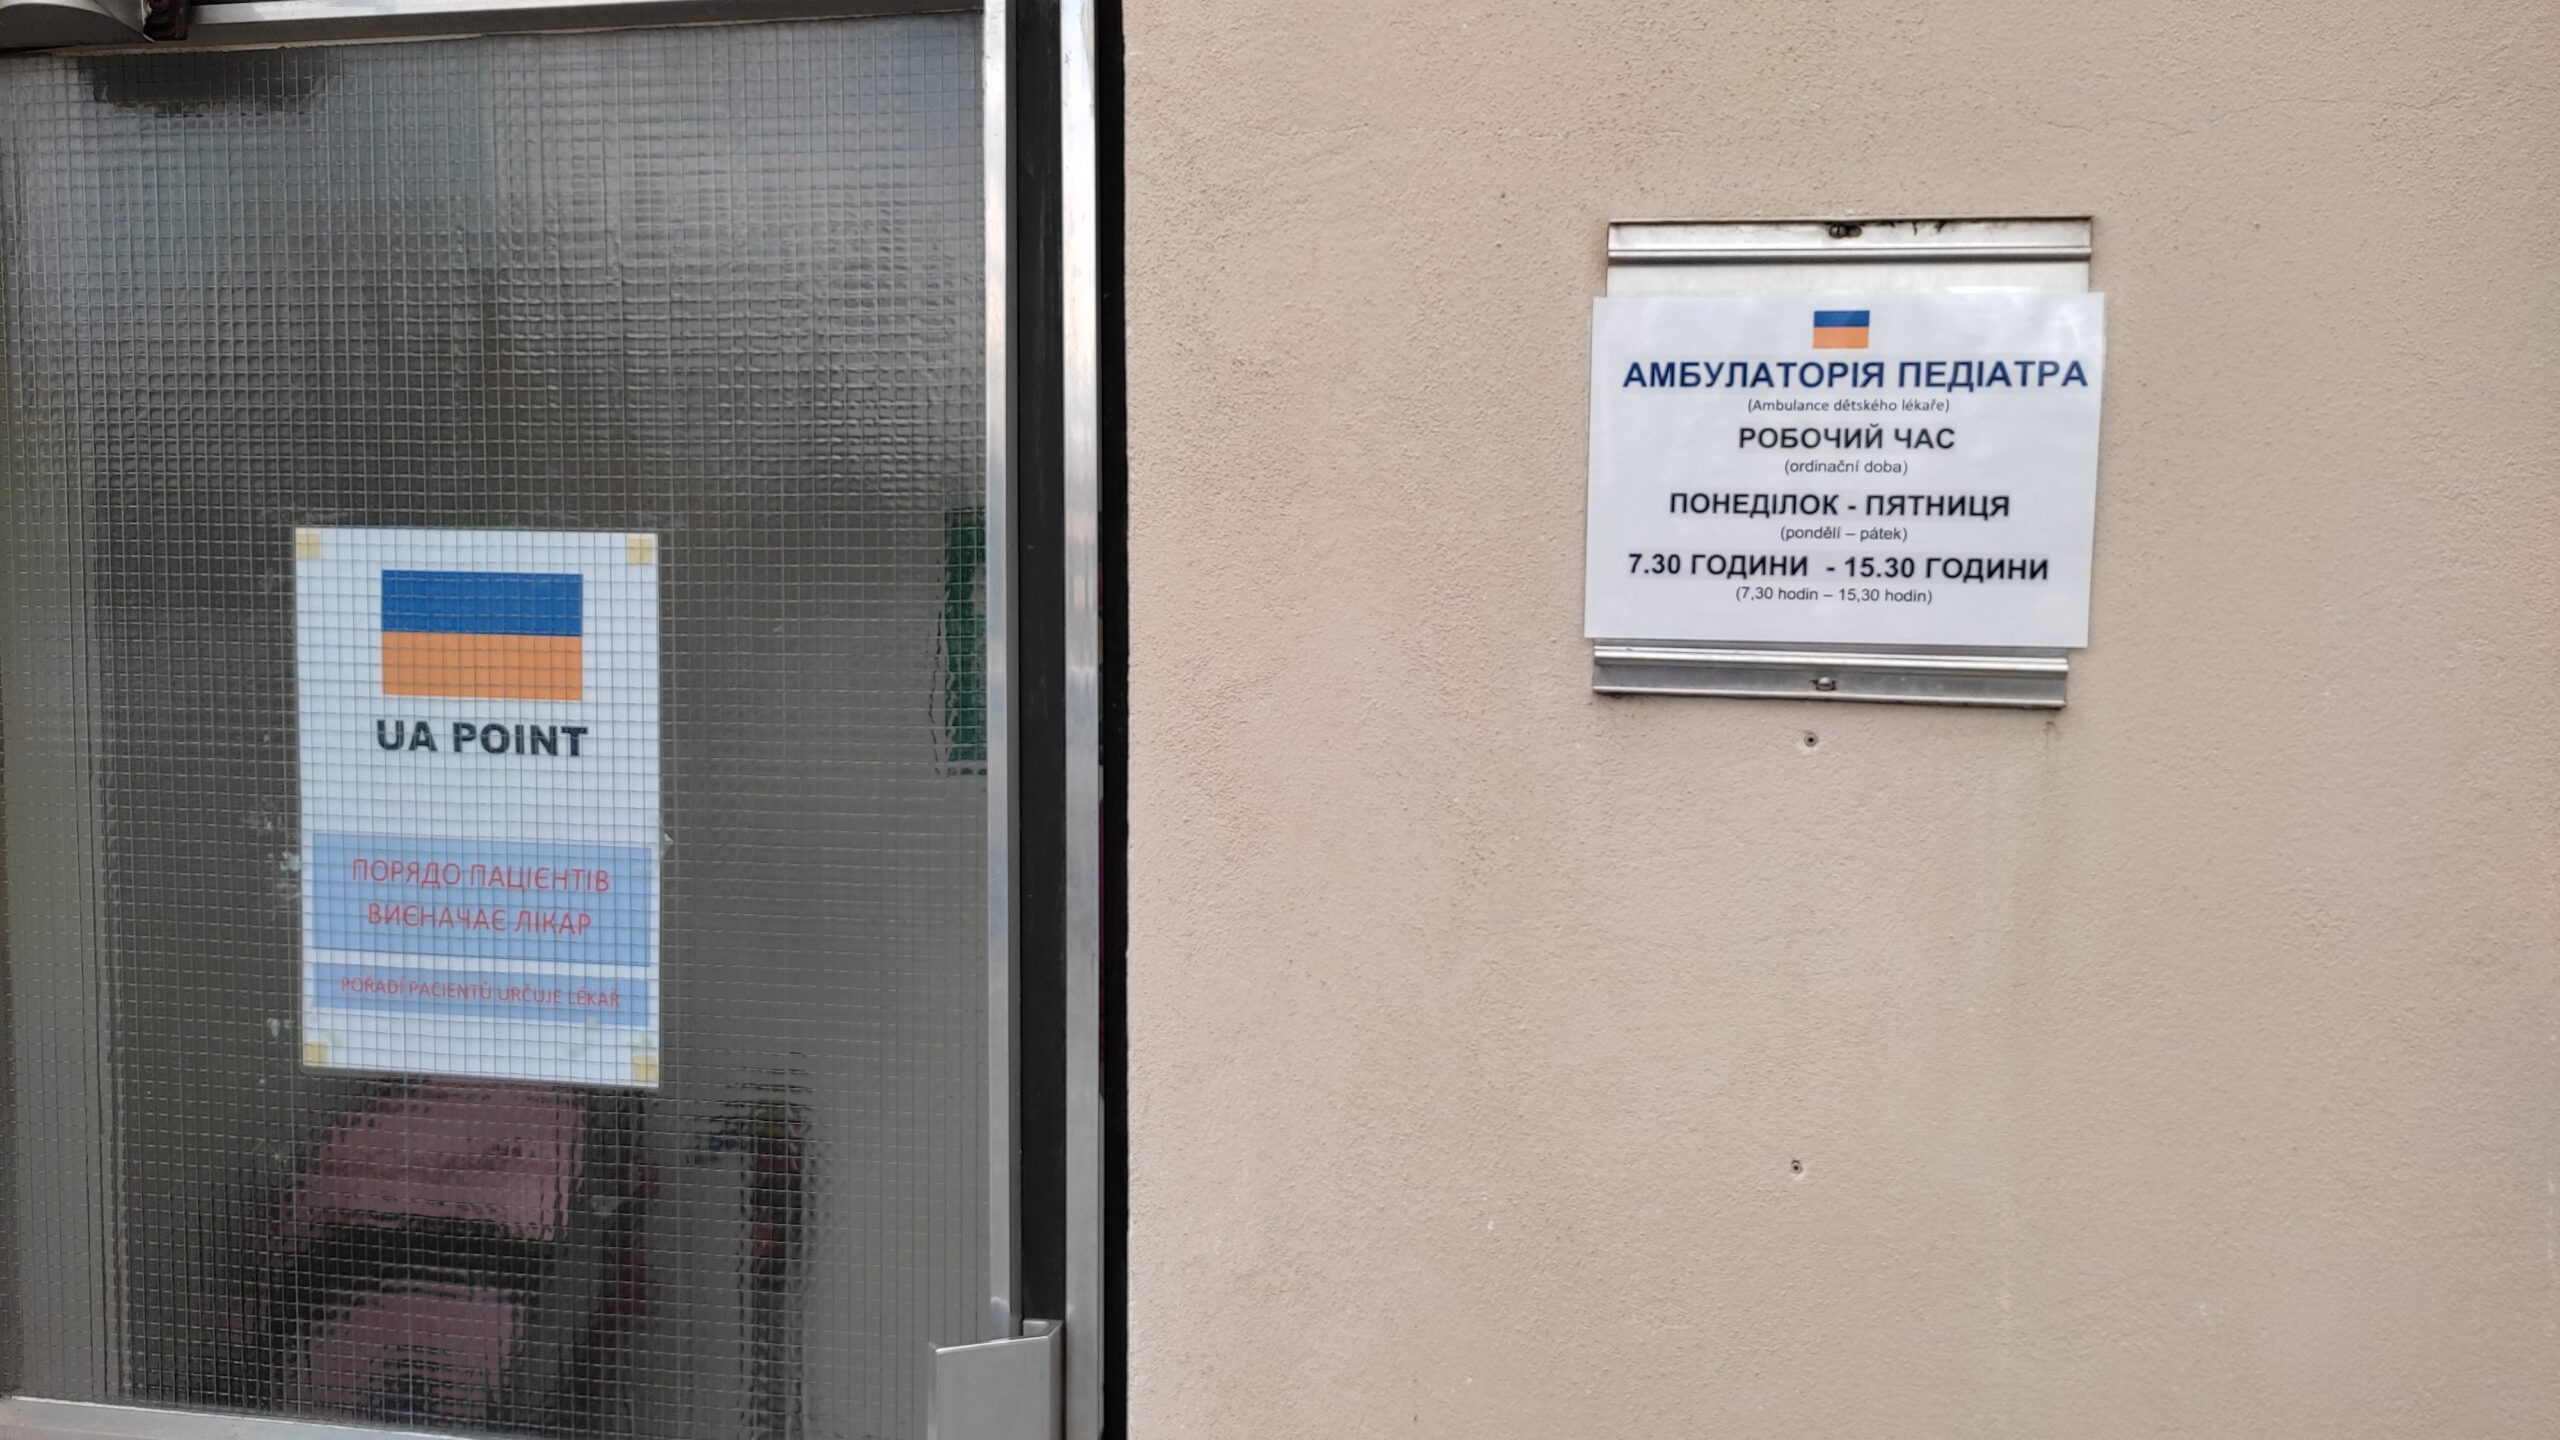 UA POINT
ПОРЯДО ПАЦІЄНТІВ
ВИЄНАЧАЄ ЛІКАР
POŘADÍ PACIENTŮ URČUJE LÉKAŘ
АМБУЛАТОРІЯ ПЕДІАТРА
(Ambulance dětského lékaře)
РОБОЧИЙ ЧАС
(ordinační doba)
ПОНЕДІЛОК - ПЯТНИЦЯ
(pondělí – pátek)
7.30 ГОДИНИ - 15.30 ГОДИНИ
(7,30 hodin – 15,30 hodin)